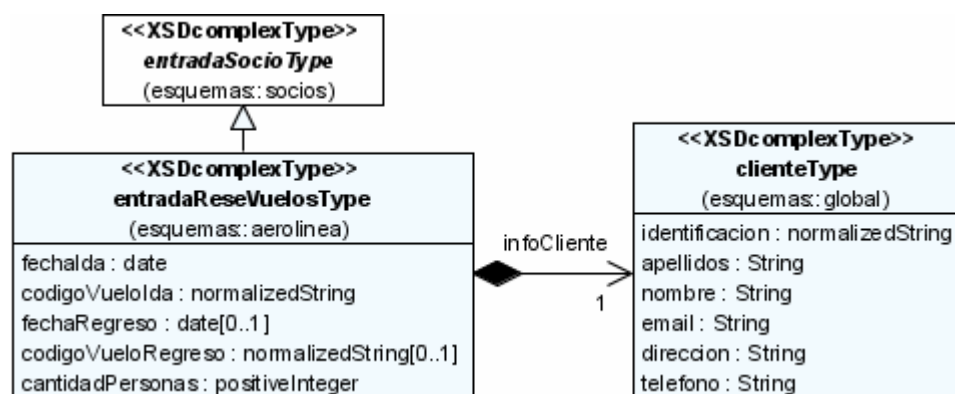 <<XSDcomplexType>>
entradaSocioType
(esquemas::socios)
<<XSDcomplexType>>
entradaReseVuelosType
(esquemas::aerolinea)
fechaIda : date
codigoVueloIda : normalizedString
fechaRegreso : date[0..1]
codigoVueloRegreso : normalizedString[0..1]
cantidadPersonas : positiveInteger
infoCliente
1
<<XSDcomplexType>>
clienteType
(esquemas::global)
identificacion : normalizedString
apellidos : String
nombre : String
email : String
direccion : String
telefono : String